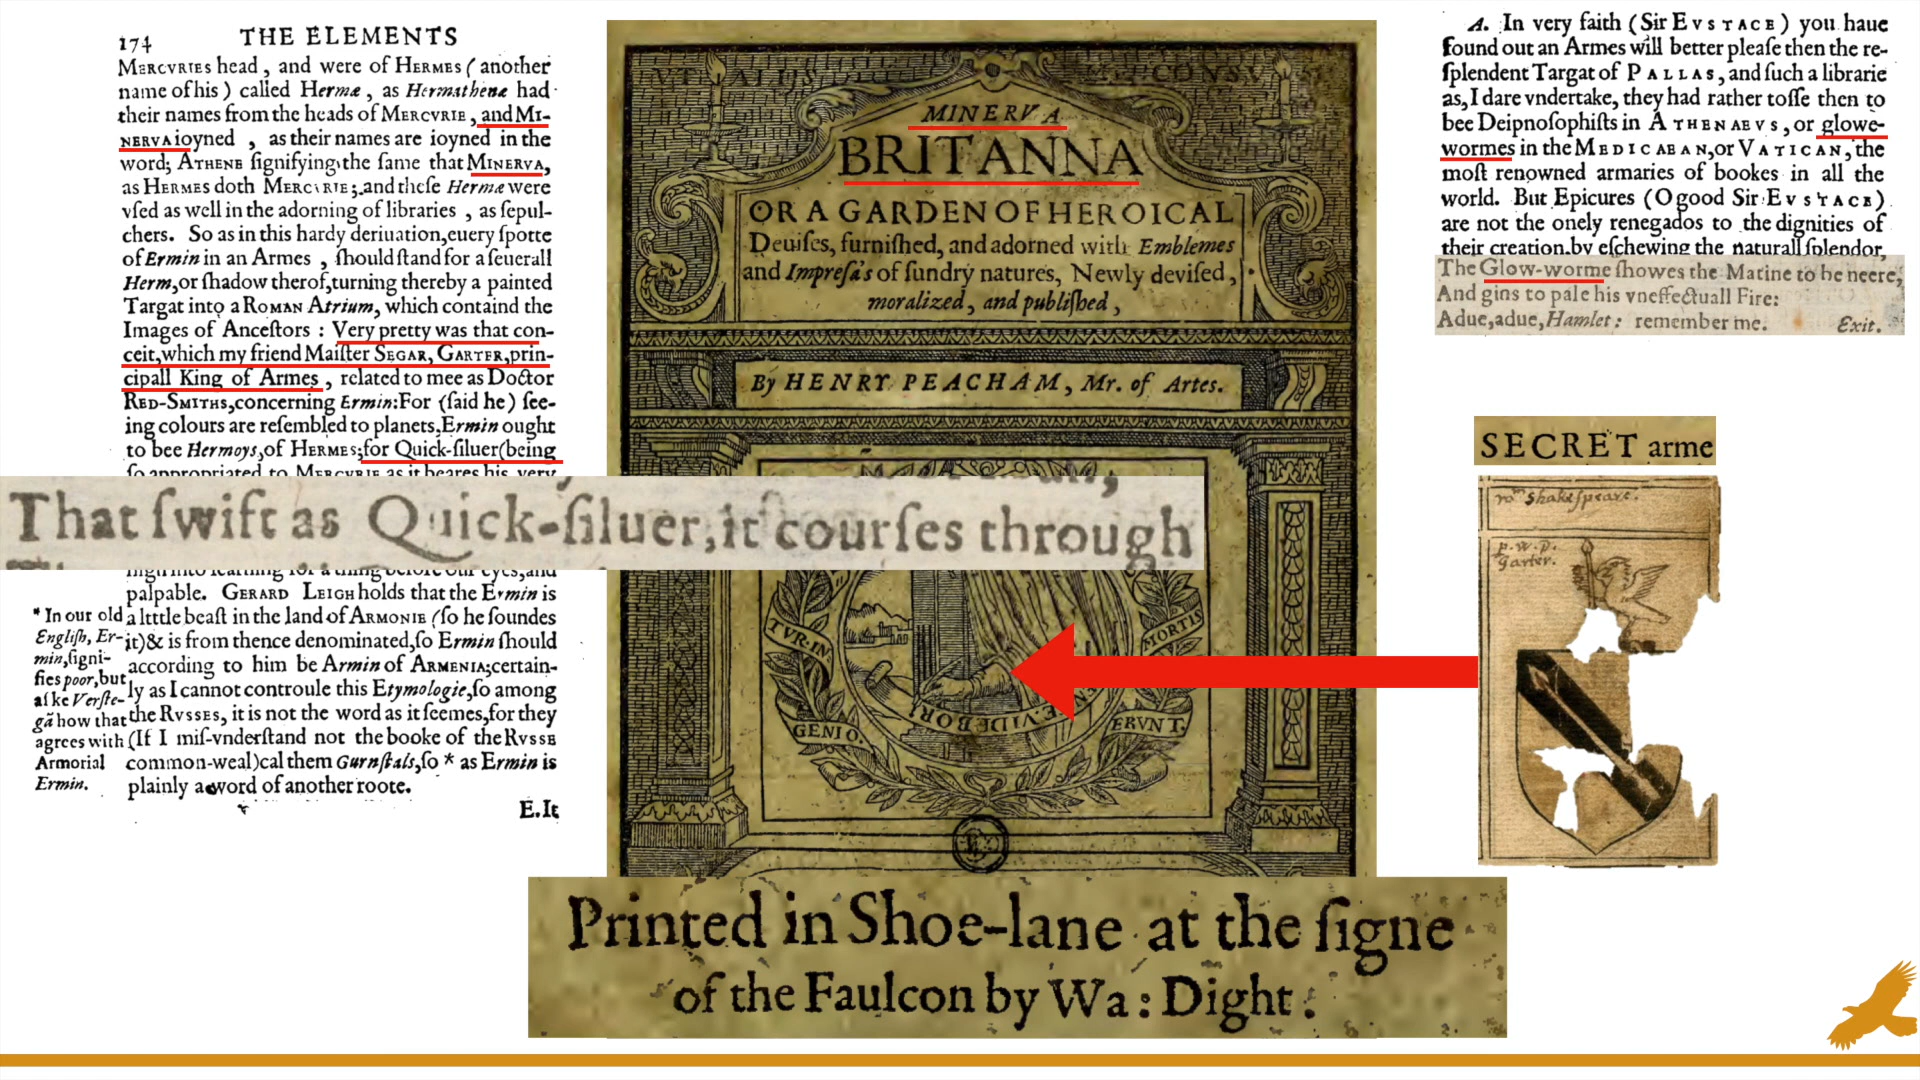 174 THE ELEMENTS
MERCVRIES head, and were of HERMES ( another
name of his ) called Hermæ, as Hermathenæ had
their names from the heads of MERCVRIE, and MI-
NERVA ioyned, as their names are ioyned in the
word; ATHENE ſignifying the ſame that MINERVA,
as HERMES doth MERCVRIE; and theſe Hermæ were
vſed as well in the adorning of libraries, as ſepul-
chers. So as in this hardy deriuation, euery ſpotte
of Ermin in an Armes, ſhould ſtand for a ſeuerall
Herm, or ſhadow therof, turning thereby a painted
Targat into a ROMAN Atrium, which containd the
Images of Anceſtors : Very pretty was that con-
ceit, which my friend Maiſter SEGAR, GARTER, prin-
cipall King of Armes, related to mee as Doctor
RED-SMITHS, concerning Ermin: For (ſaid he) ſee-
ing colours are reſembled to planets, Ermin ought
to bee Hermoys, of HERMES; for Quick-ſiluer (being
ſo appropriated to MERCVRIE as it beares his very
That ſwift as Quick-ſiluer, it courſes through
palpable. GERARD LEIGH holds that the Ermin is
a lttle beaſt in the land of ARMONIE (ſo he foundes
it) & is from thence denominated, ſo Ermin ſhould
according to him be Armin of ARMENIA; certain-
ly as I cannot controule this Etymologie, ſo among
the RVSSES, it is not the word as it ſeemes, for they
(If I miſ-vnderſtand not the booke of the RVSSE
common-weal) cal them Gurnſtals, ſo * as Ermin is
plainly a word of another roote.
* In our old
Engliſh, Er-
min, ſigni-
fies poor, but
aſke Verſte-
gā how that
agrees with
Armorial
Ermin.
E. It
MINERVA
BRITANNA
OR A GARDEN OF HEROICAL
Deuiſes, furniſhed, and adorned with Emblemes
and Impreſa's of ſundry natures, Newly deviſed,
moralized, and publiſhed,
By HENRY PEACHAM, Mr. of Artes.
TVR. IN
MORTIS
GENIO.
ERVNT.
VIDEBORI
Printed in Shoe-lane at the ſigne
of the Faulcon by Wa : Dight.
A. In very faith (Sir EVSTACE) you haue
found out an Armes will better pleaſe then the re-
ſplendent Targat of PALLAS, and ſuch a librarie
as, I dare vndertake, they had rather toſſe then to
bee Deipnoſophiſts in ATHENAEVS, or glowe-
wormes in the MEDICAEAN, or VATICAN, the
moſt renowned armaries of bookes in all the
world. But Epicures (O good Sir EVSTACE)
are not the onely renegados to the dignities of
their creation, by eſchewing the naturall ſplendor,
The Glow-worme ſhowes the Matine to be neere,
And gins to pale his vneffectuall Fire:
Adue, adue, Hamlet : remember me. Exit.
SECRET arme
Shakeſpeare.
Garter.